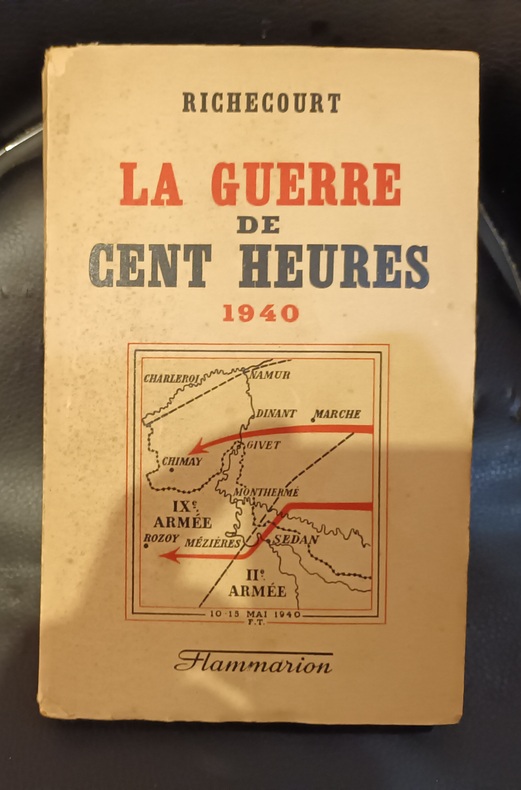 RICHECOURT
LA GUERRE
DE
CENT HEURES
1940
CHARLEROI
NAMUR
DINANT
MARCHE
GIVET
CHIMAY
MONTHERMÉ
IXe
ARMÉE
ROZOY
MÉZIÈRES
SEDAN
IIe
ARMÉE
10-15 MAI 1940
F.T.
Flammarion